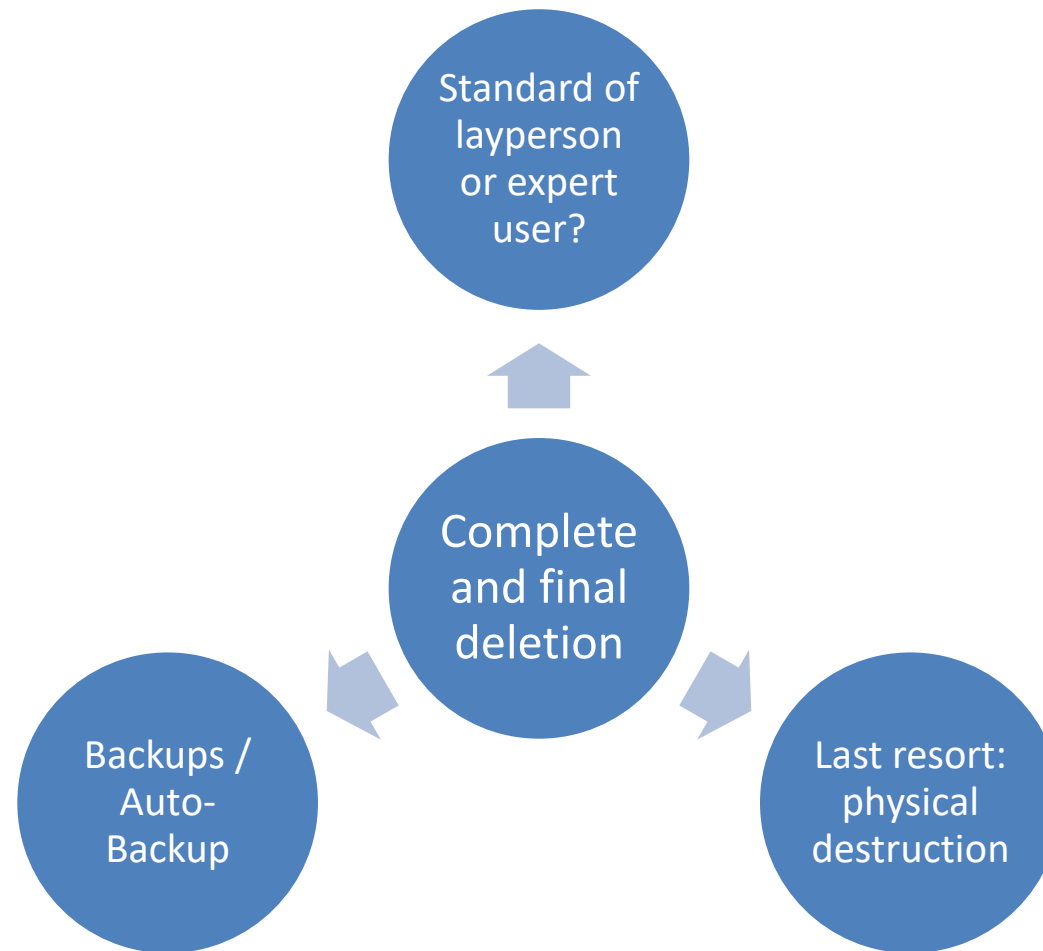 Standard of
layperson
or expert
user?
Complete
and final
deletion
Backups /
Auto-
Backup
Last resort:
physical
destruction